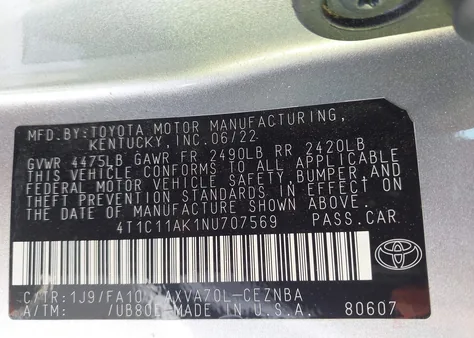 MFD.BY:TOYOTA MOTOR MANUFACTURING,
KENTUCKY, INC.06/22
GVWR 4475LB GAWR FR 2490LB RR 2420LB
THIS VEHICLE CONFORMS TO ALL APPLICABLE
FEDERAL MOTOR VEHICLE SAFETY, BUMPER, AND
THEFT PREVENTION STANDARDS IN EFFECT ON
THE DATE OF MANUFACTURE SHOWN ABOVE.
4T1C11AK1NU707569 PASS.CAR
C/TR:1J9/FA10 AXVA70L-CEZNBA
A/TM: /UB80E-MADE IN U.S.A. 80607